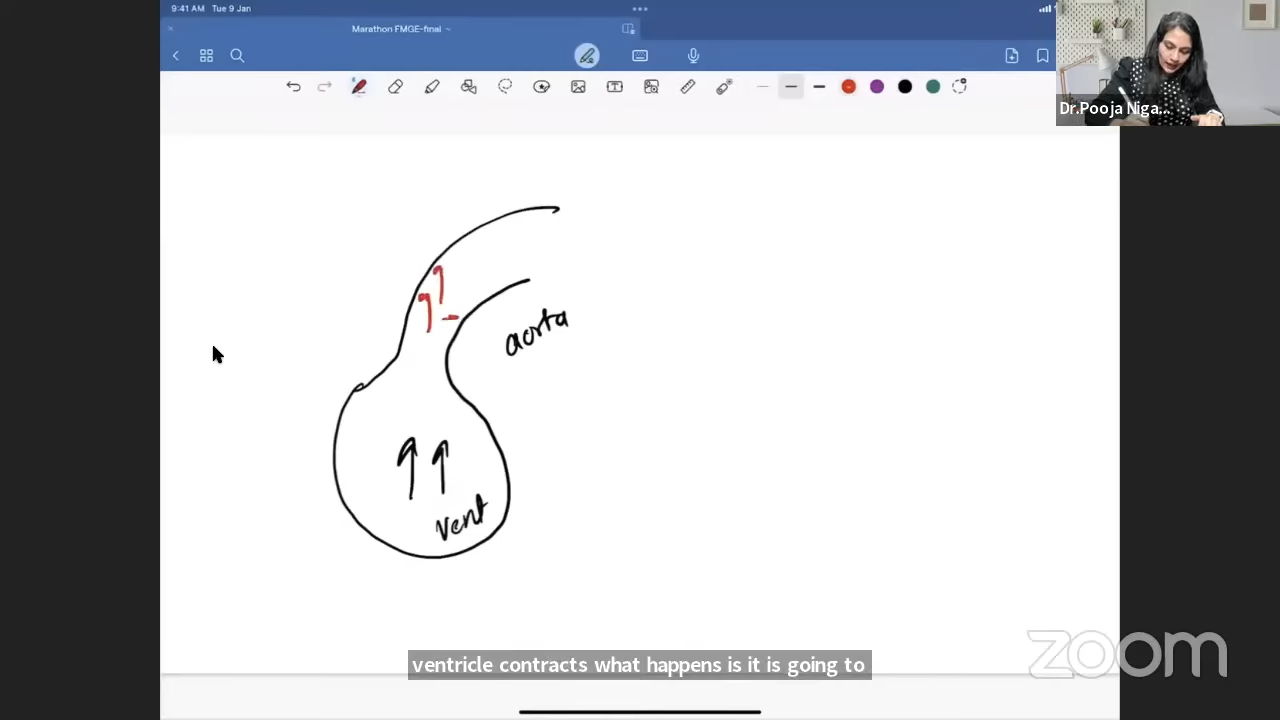 9:41 AM Tue 9 Jan
Marathon FMGE-final
Dr.Pooja Niga...
aorta
vent
ventricle contracts what happens is it is going to
zoom